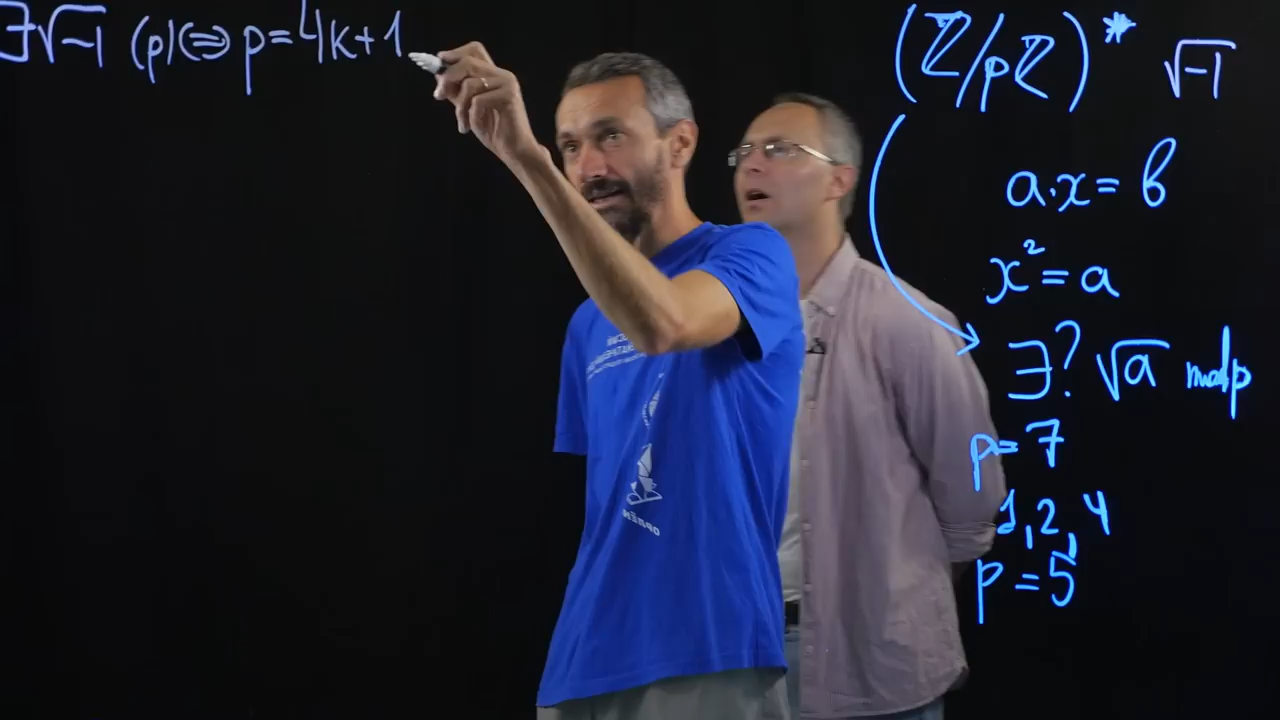 ∃√-1 (p) ⇔ p=4k+1
(ℤ/pℤ)* √-1
a·x=b
x²=a
∃? √a mod p
p=7
1,2,4
p=5